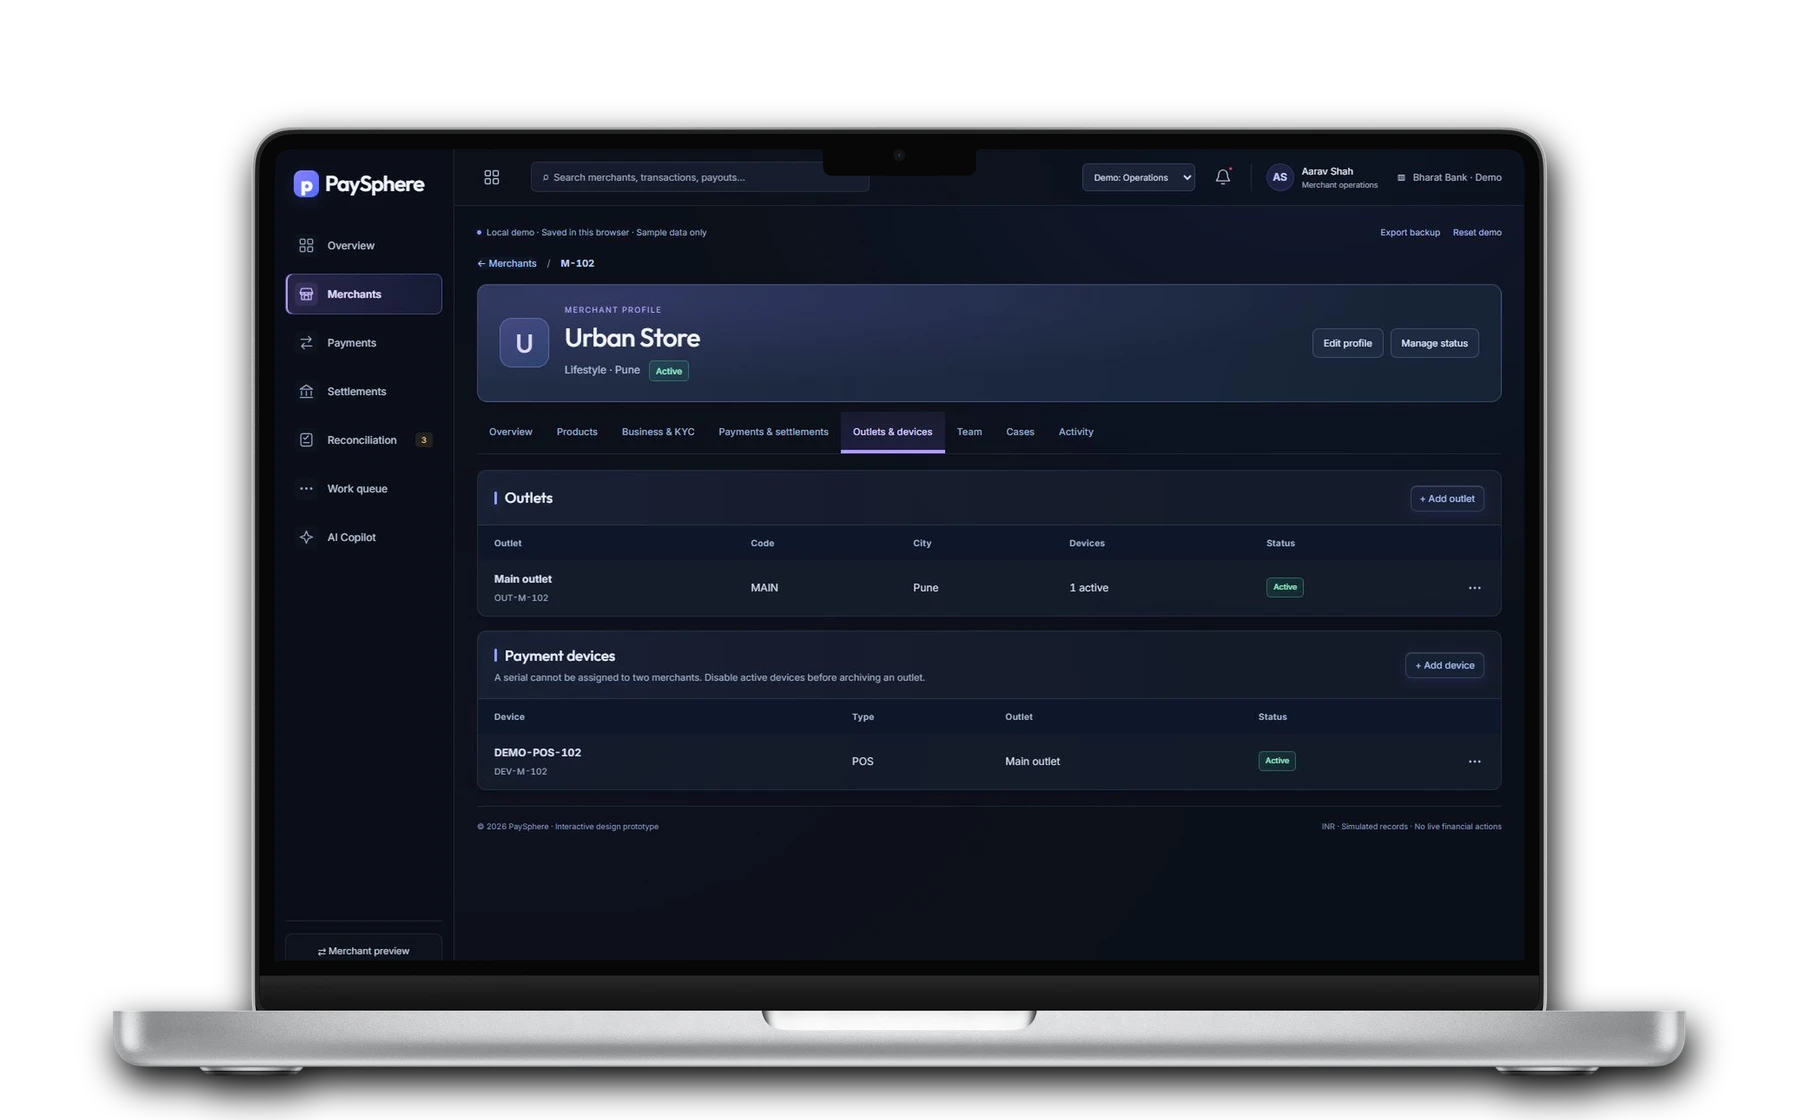 p PaySphere
Search merchants, transactions, payouts...
Demo: Operations
AS
Aarav Shah
Merchant operations
Bharat Bank · Demo
Overview
Merchants
Payments
Settlements
Reconciliation 3
Work queue
AI Copilot
⇄ Merchant preview
Local demo · Saved in this browser · Sample data only
Export backup Reset demo
← Merchants / M-102
U
MERCHANT PROFILE
Urban Store
Lifestyle · Pune Active
Edit profile Manage status
Overview Products Business & KYC Payments & settlements Outlets & devices Team Cases Activity
Outlets
+ Add outlet
Outlet Code City Devices Status
Main outlet
OUT-M-102
MAIN Pune 1 active Active ...
Payment devices
A serial cannot be assigned to two merchants. Disable active devices before archiving an outlet.
+ Add device
Device Type Outlet Status
DEMO-POS-102
DEV-M-102
POS Main outlet Active ...
© 2026 PaySphere · Interactive design prototype
INR · Simulated records · No live financial actions